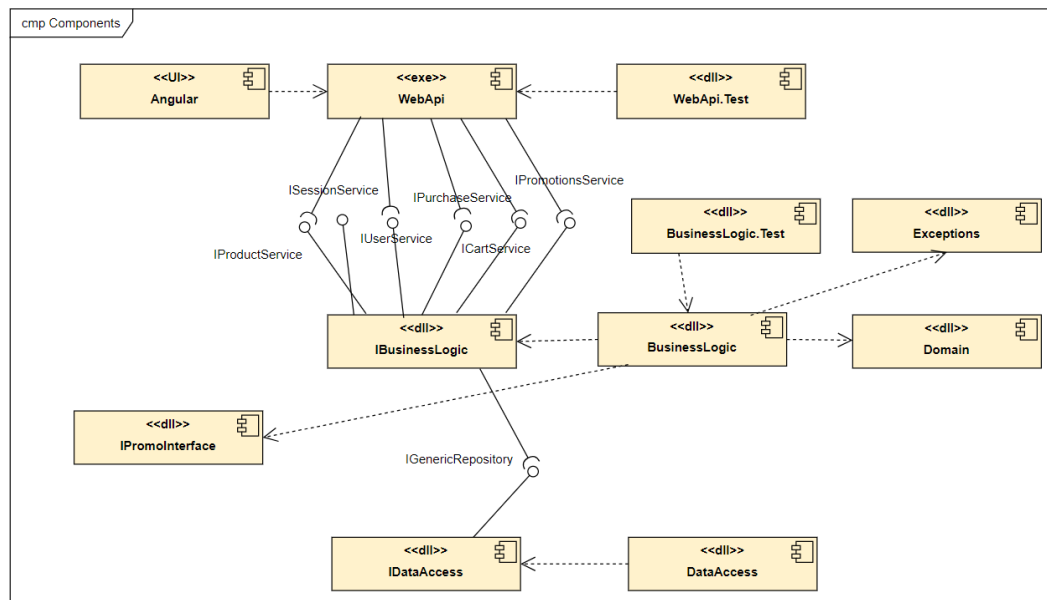 cmp Components
<<UI>>
Angular
<<exe>>
WebApi
<<dll>>
WebApi.Test
ISessionService
IPurchaseService
IPromotionsService
IUserService
IProductService
ICartService
<<dll>>
BusinessLogic.Test
<<dll>>
Exceptions
<<dll>>
IBusinessLogic
<<dll>>
BusinessLogic
<<dll>>
Domain
<<dll>>
IPromoInterface
IGenericRepository
<<dll>>
IDataAccess
<<dll>>
DataAccess